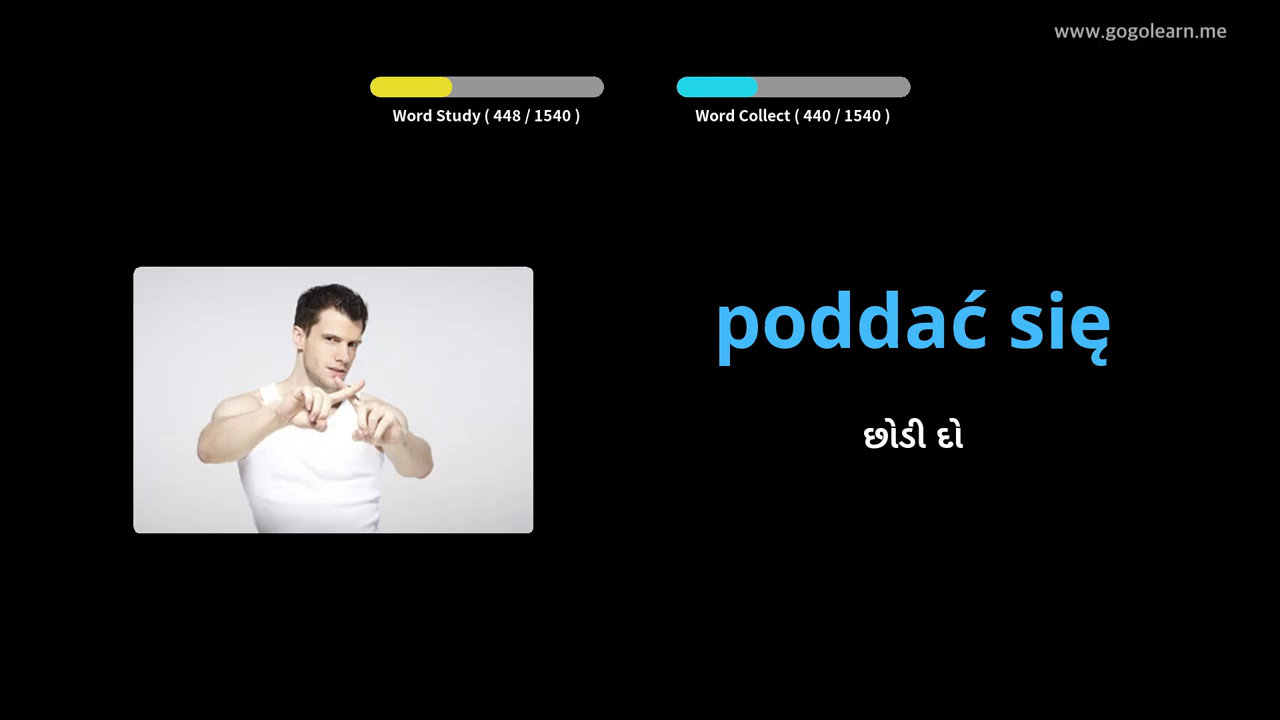 www.gogolearn.me
Word Study ( 448 / 1540 )
Word Collect ( 440 / 1540 )
poddać się
છોડી દો